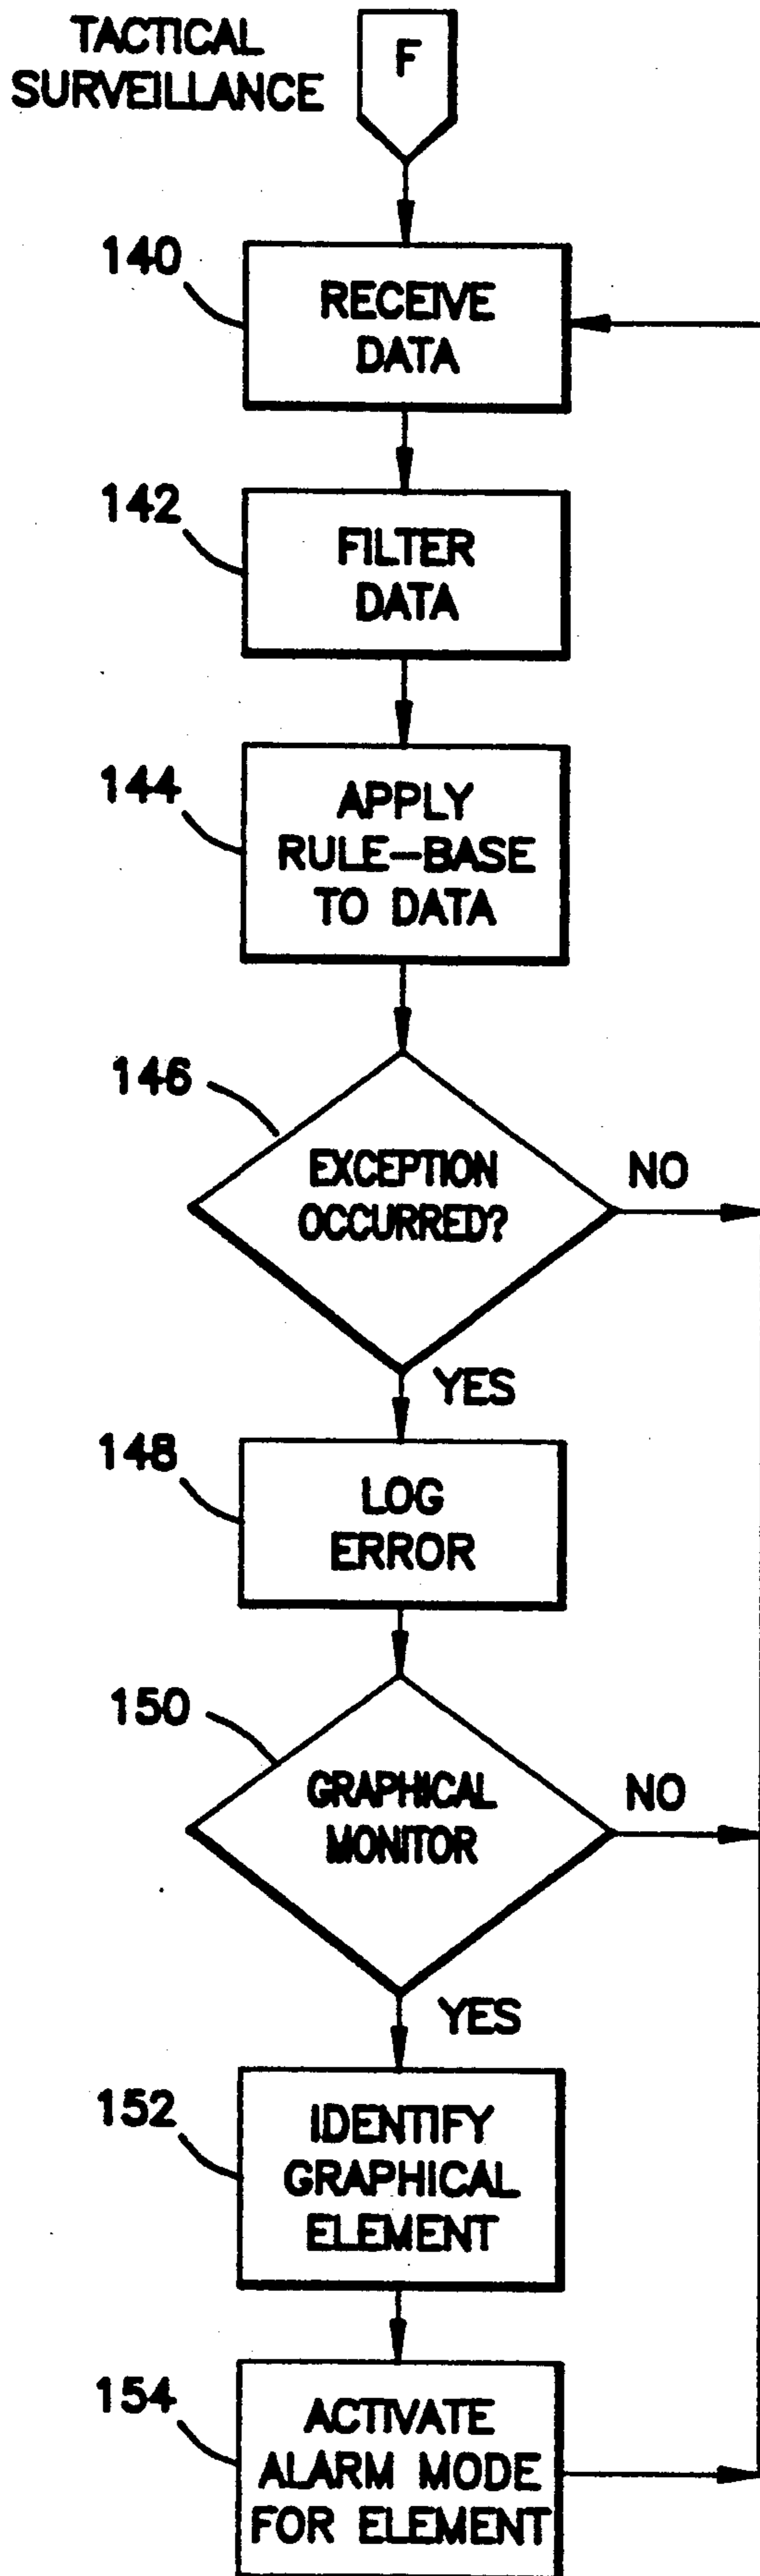 TACTICAL
SURVEILLANCE
F
140
RECEIVE
DATA
142
FILTER
DATA
144
APPLY
RULE-BASE
TO DATA
146
EXCEPTION
OCCURRED?
NO
YES
148
LOG
ERROR
150
GRAPHICAL
MONITOR
NO
YES
152
IDENTIFY
GRAPHICAL
ELEMENT
154
ACTIVATE
ALARM MODE
FOR ELEMENT